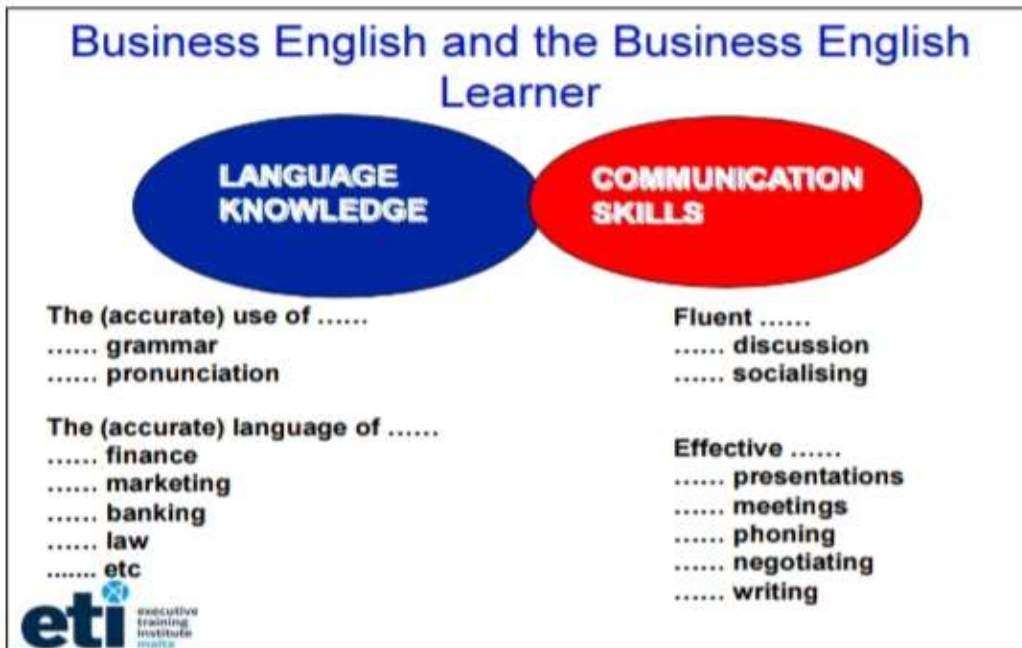 Business English and the Business English
Learner
LANGUAGE
KNOWLEDGE
COMMUNICATION
SKILLS
The (accurate) use of ......
...... grammar
...... pronunciation
The (accurate) language of ......
...... finance
...... marketing
...... banking
...... law
....... etc
Fluent ......
...... discussion
...... socialising
Effective ......
...... presentations
...... meetings
...... phoning
...... negotiating
...... writing
eti
executive
training
institute
malta